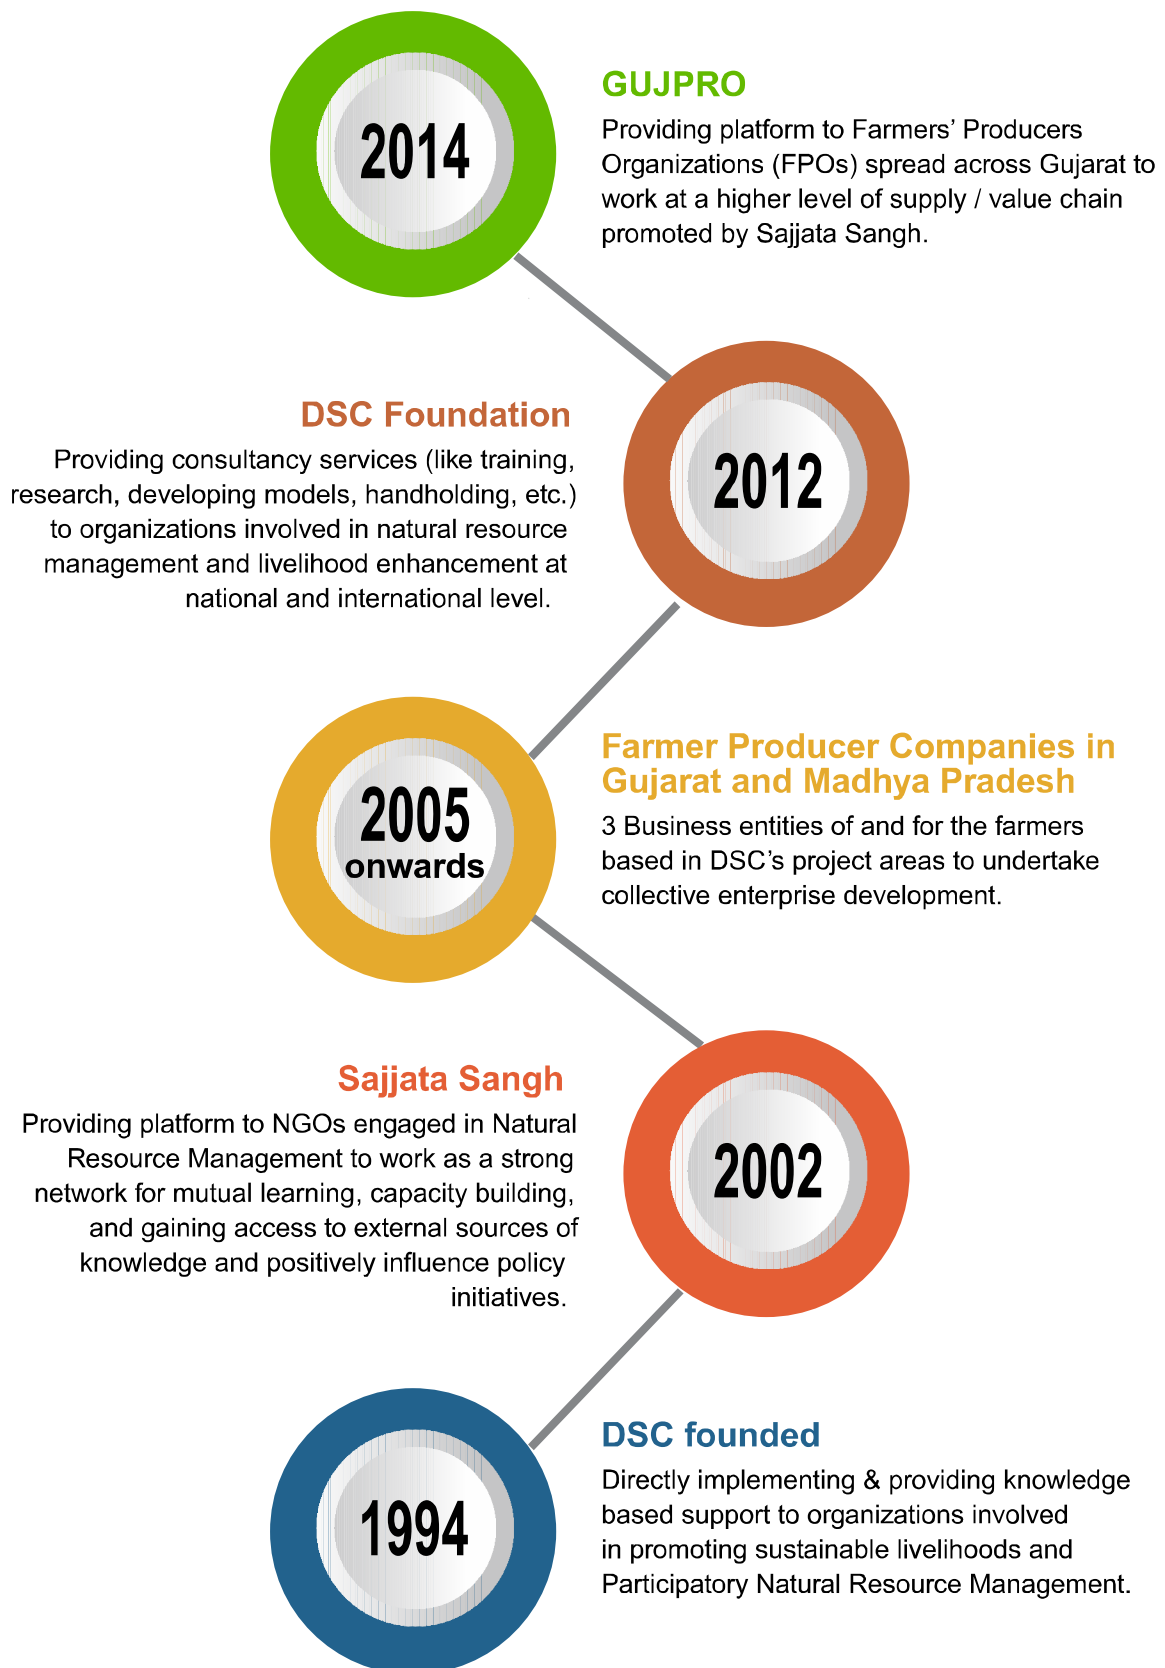 2014
GUJPRO
Providing platform to Farmers’ Producers
Organizations (FPOs) spread across Gujarat to
work at a higher level of supply / value chain
promoted by Sajjata Sangh.
DSC Foundation
Providing consultancy services (like training,
research, developing models, handholding, etc.)
to organizations involved in natural resource
management and livelihood enhancement at
national and international level.
2012
2005
onwards
Farmer Producer Companies in
Gujarat and Madhya Pradesh
3 Business entities of and for the farmers
based in DSC’s project areas to undertake
collective enterprise development.
Sajjata Sangh
Providing platform to NGOs engaged in Natural
Resource Management to work as a strong
network for mutual learning, capacity building,
and gaining access to external sources of
knowledge and positively influence policy
initiatives.
2002
1994
DSC founded
Directly implementing & providing knowledge
based support to organizations involved
in promoting sustainable livelihoods and
Participatory Natural Resource Management.